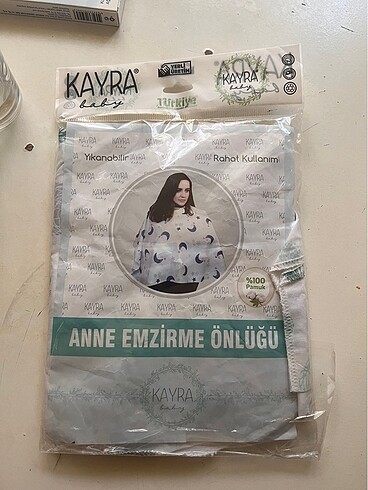 KAYRA®
baby
YERLİ
ÜRETİM
Türkiye
KAYRA
baby
Yıkanabilir
Rahat Kullanım
%100
Pamuk
ANNE EMZİRME ÖNLÜĞÜ
KAYRA
baby